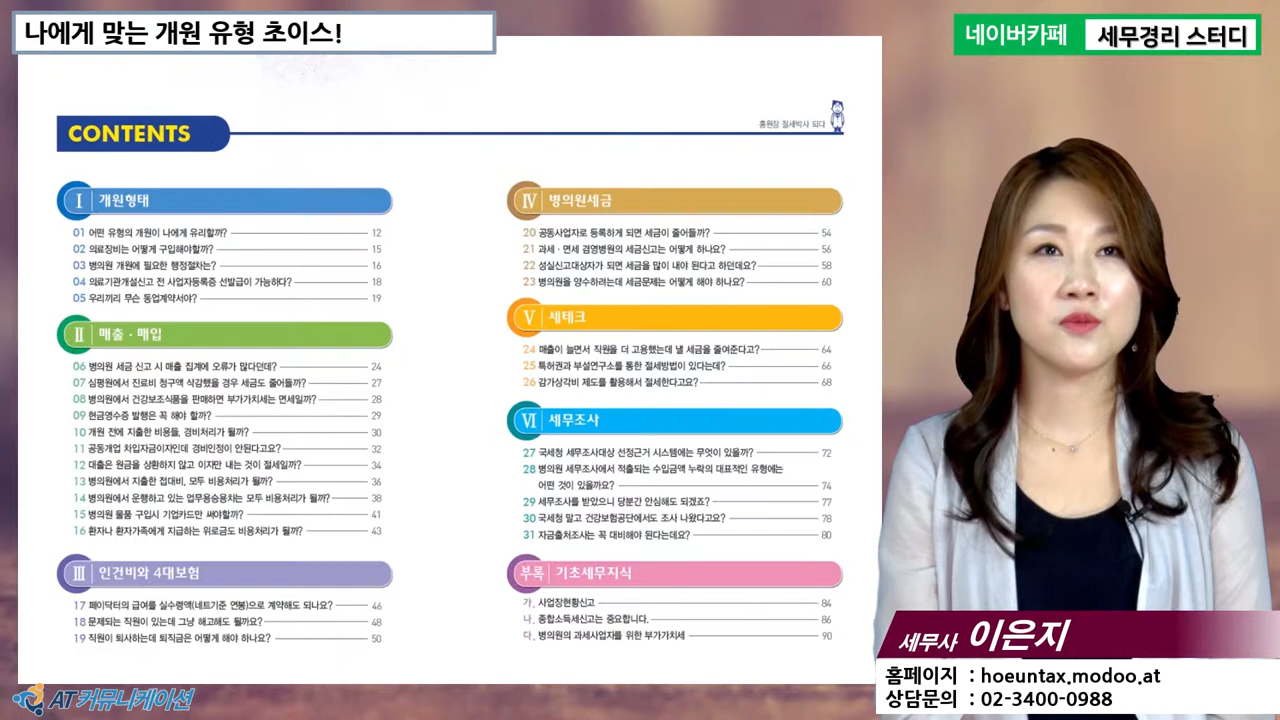 나에게 맞는 개원 유형 초이스!
네이버카페 세무경리 스터디
CONTENTS
홍원장 절세박사 되다
Ⅰ 개원형태
01 어떤 유형의 개원이 나에게 유리할까? 12
02 의료장비는 어떻게 구입해야할까? 15
03 병의원 개원에 필요한 행정절차는? 16
04 의료기관개설신고 전 사업자등록증 선발급이 가능하다? 18
05 우리끼리 무슨 동업계약서야? 19
Ⅱ 매출 · 매입
06 병의원 세금 신고 시 매출 집계에 오류가 많다던데? 24
07 심평원에서 진료비 청구액 삭감했을 경우 세금도 줄어들까? 27
08 병의원에서 건강보조식품을 판매하면 부가가치세는 면세일까? 28
09 현금영수증 발행은 꼭 해야 할까? 29
10 개원 전에 지출한 비용들, 경비처리가 될까? 30
11 공동개업 차입자금이자인데 경비인정이 안된다고요? 32
12 대출은 원금을 상환하지 않고 이자만 내는 것이 절세일까? 34
13 병의원에서 지출한 접대비, 모두 비용처리가 될까? 36
14 병의원에서 운행하고 있는 업무용승용차는 모두 비용처리가 될까? 38
15 병의원 물품 구입시 기업카드만 써야할까? 41
16 환자나 환자가족에게 지급하는 위로금도 비용처리가 될까? 43
Ⅲ 인건비와 4대보험
17 페이닥터의 급여를 실수령액(네트기준 연봉)으로 계약해도 되나요? 46
18 문제되는 직원이 있는데 그냥 해고해도 될까요? 48
19 직원이 퇴사하는데 퇴직금은 어떻게 해야 하나요? 50
Ⅳ 병의원세금
20 공동사업자로 등록하게 되면 세금이 줄어들까? 54
21 과세 · 면세 겸영병원의 세금신고는 어떻게 하나요? 56
22 성실신고대상자가 되면 세금을 많이 내야 된다고 하던데요? 58
23 병의원을 양수하려는데 세금문제는 어떻게 해야 하나요? 60
Ⅴ 세테크
24 매출이 늘면서 직원을 더 고용했는데 낼 세금을 줄여준다고? 64
25 특허권과 부설연구소를 통한 절세방법이 있다는데? 66
26 감가상각비 제도를 활용해서 절세한다고요? 68
Ⅵ 세무조사
27 국세청 세무조사대상 선정근거 시스템에는 무엇이 있을까? 72
28 병의원 세무조사에서 적출되는 수입금액 누락의 대표적인 유형에는
어떤 것이 있을까요? 74
29 세무조사를 받았으니 당분간 안심해도 되겠죠? 77
30 국세청 말고 건강보험공단에서도 조사 나왔다고요? 78
31 자금출처조사는 꼭 대비해야 된다는데요? 80
부록 기초세무지식
가. 사업장현황신고 84
나. 종합소득세신고는 중요합니다. 86
다. 병의원의 과세사업자를 위한 부가가치세 90
세무사 이은지
홈페이지 : hoeuntax.modoo.at
상담문의 : 02-3400-0988
AT커뮤니케이션